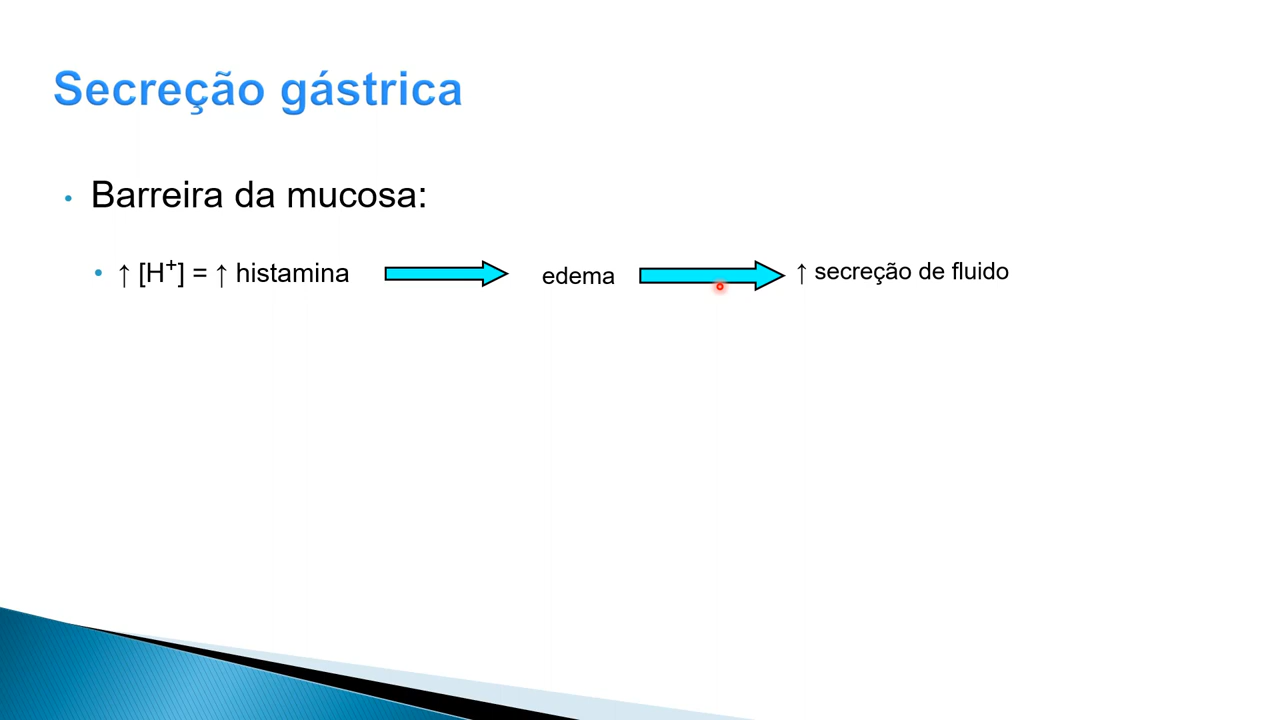 Secreção gástrica
• Barreira da mucosa:
• ↑ [H⁺] = ↑ histamina edema ↑ secreção de fluido